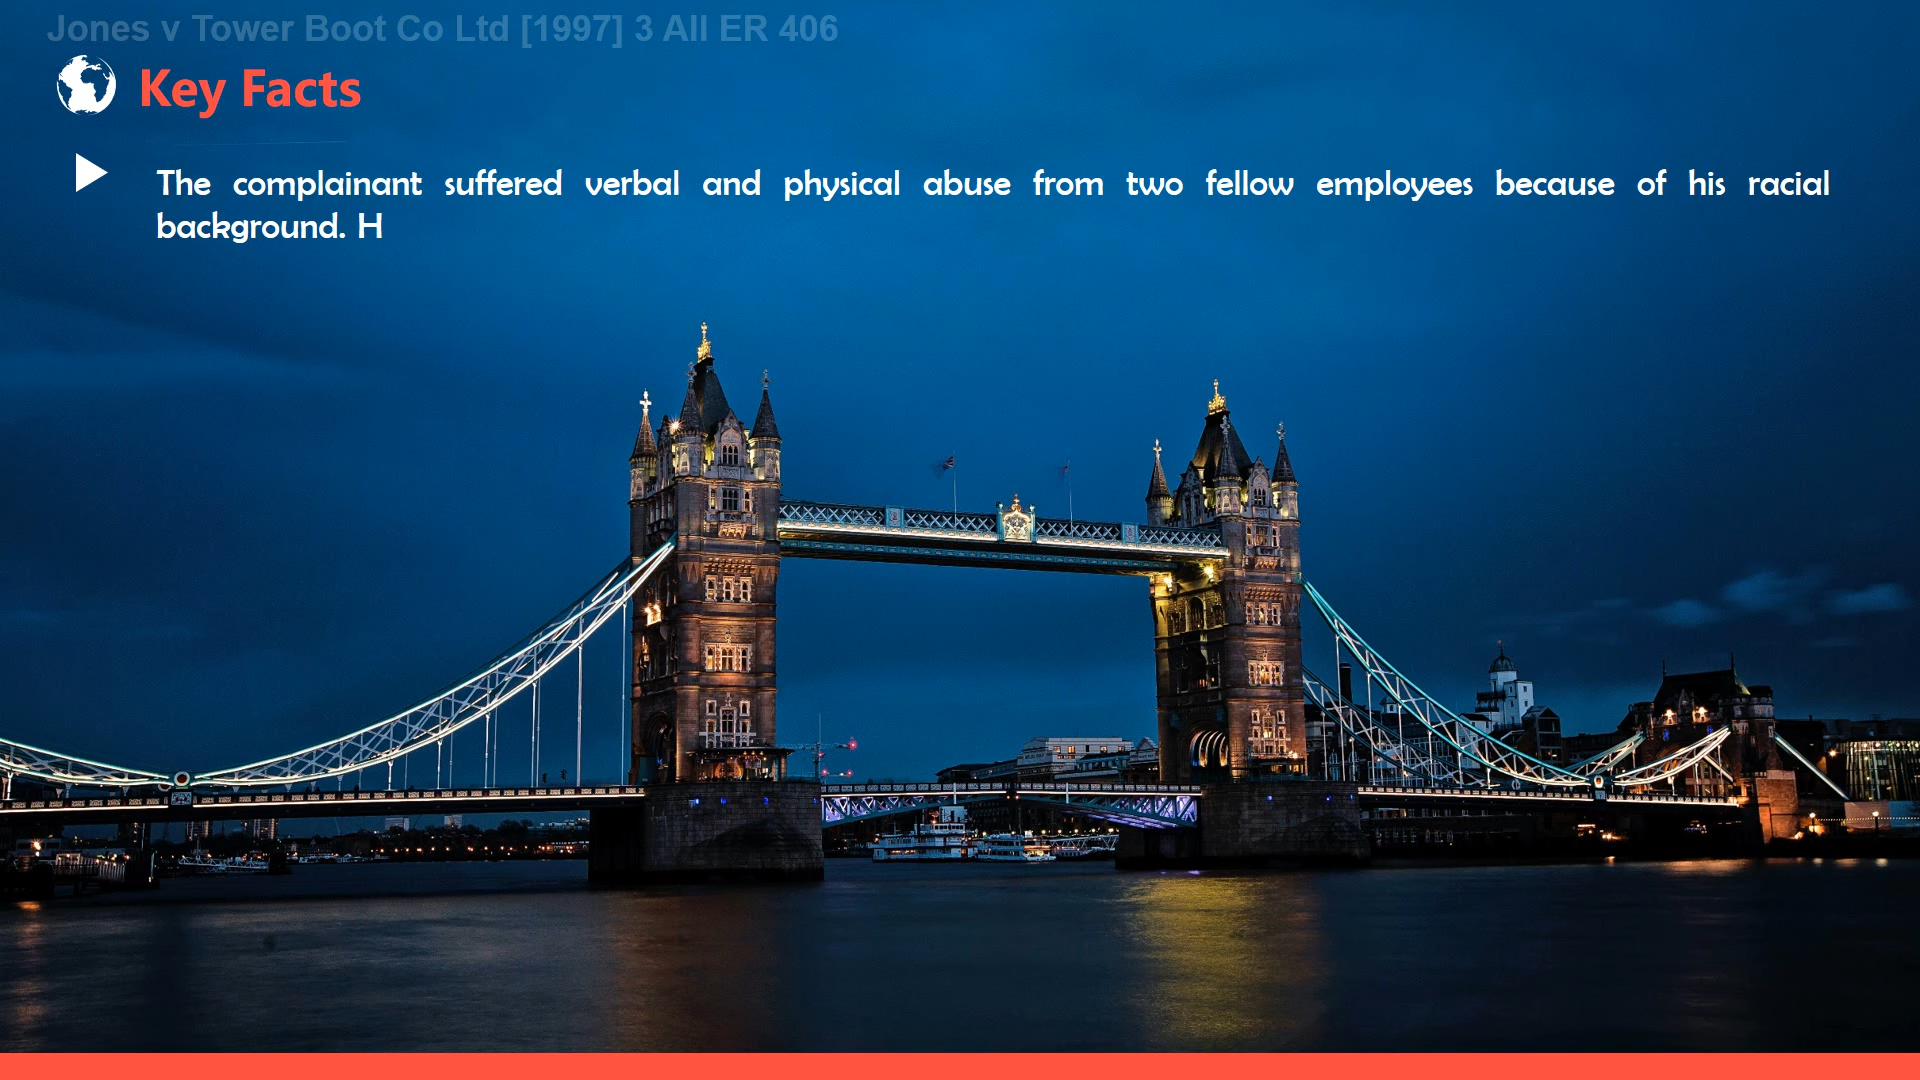 Jones v Tower Boot Co Ltd [1997] 3 All ER 406
Key Facts
The complainant suffered verbal and physical abuse from two fellow employees because of his racial
background. H